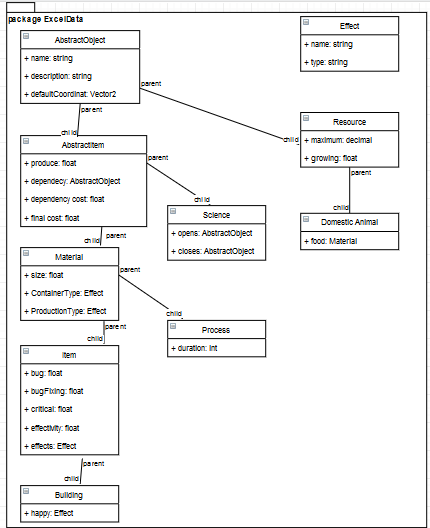 package ExcelData
AbstractObject
+ name: string
+ description: string
+ defaultCoordinat: Vector2
Effect
+ name: string
+ type: string
parent
parent
child
child
Resource
+ maximum: decimal
+ growing: float
AbstractItem
+ produce: float
+ dependecy: AbstractObject
+ dependency cost: float
+ final cost: float
parent
parent
child
child
Science
+ opens: AbstractObject
+ closes: AbstractObject
Domestic Animal
+ food: Material
parent
child
Material
+ size: float
+ ContainerType: Effect
+ ProductionType: Effect
parent
child
Process
+ duration: int
parent
child
Item
+ bug: float
+ bugFixing: float
+ critical: float
+ effectivity: float
+ effects: Effect
parent
child
Building
+ happy: Effect